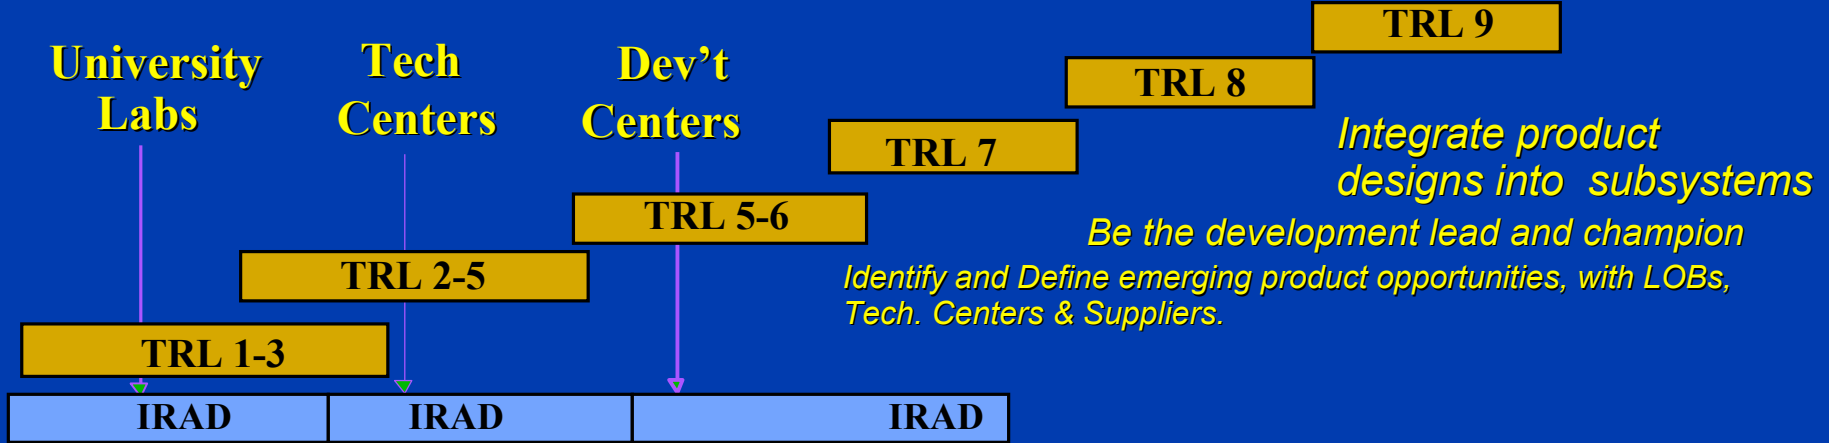 University
Labs
Tech
Centers
Dev't
Centers
TRL 9
TRL 8
TRL 7
TRL 5-6
TRL 2-5
TRL 1-3
Integrate product
designs into subsystems
Be the development lead and champion
Identify and Define emerging product opportunities, with LOBs,
Tech. Centers & Suppliers.
IRAD
IRAD
IRAD